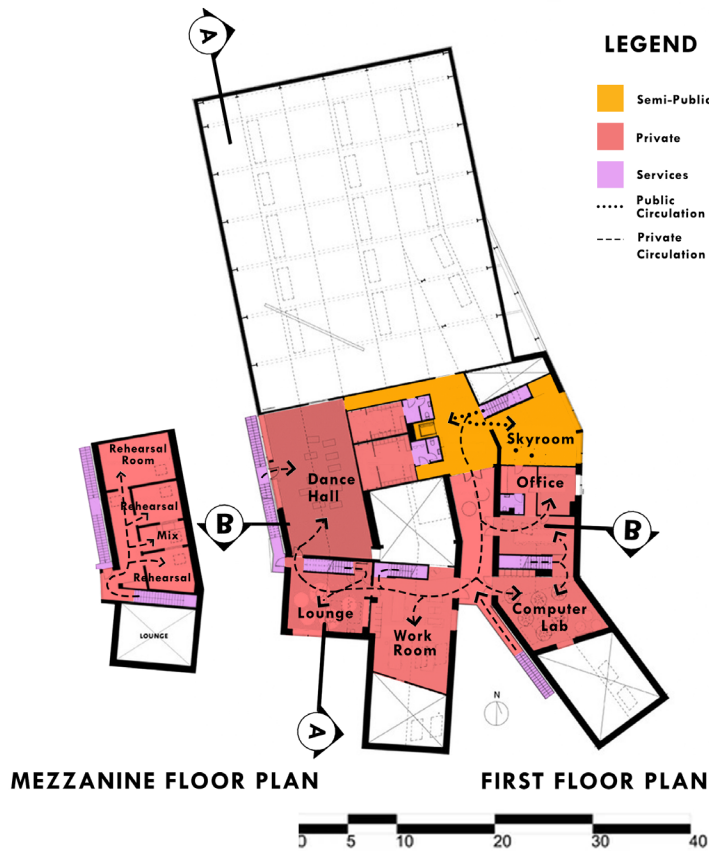 A
LEGEND
Semi-Public
Private
Services
Public
Circulation
Private
Circulation
Skyroom
Rehearsal
Room
Office
Dance
Hall
Rehearsal
Mix
B
B
Rehearsal
Lounge
Computer
Lab
Work
Room
LOUNGE
N
A
MEZZANINE FLOOR PLAN
FIRST FLOOR PLAN
0 5 10 20 30 40